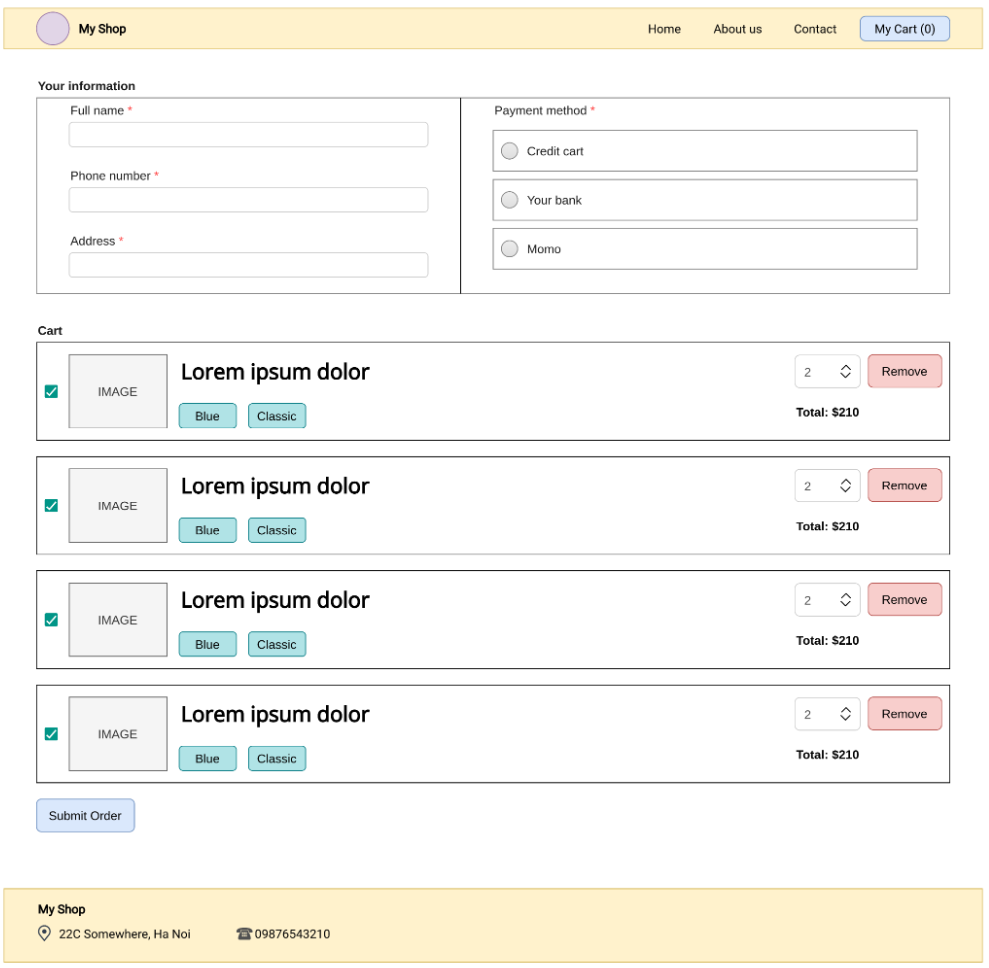 My Shop Home About us Contact My Cart (0)
Your information
Full name *
Phone number *
Address *
Payment method *
Credit cart
Your bank
Momo
Cart
IMAGE Lorem ipsum dolor 2 Remove
Blue Classic Total: $210
IMAGE Lorem ipsum dolor 2 Remove
Blue Classic Total: $210
IMAGE Lorem ipsum dolor 2 Remove
Blue Classic Total: $210
IMAGE Lorem ipsum dolor 2 Remove
Blue Classic Total: $210
Submit Order
My Shop
22C Somewhere, Ha Noi ☎09876543210